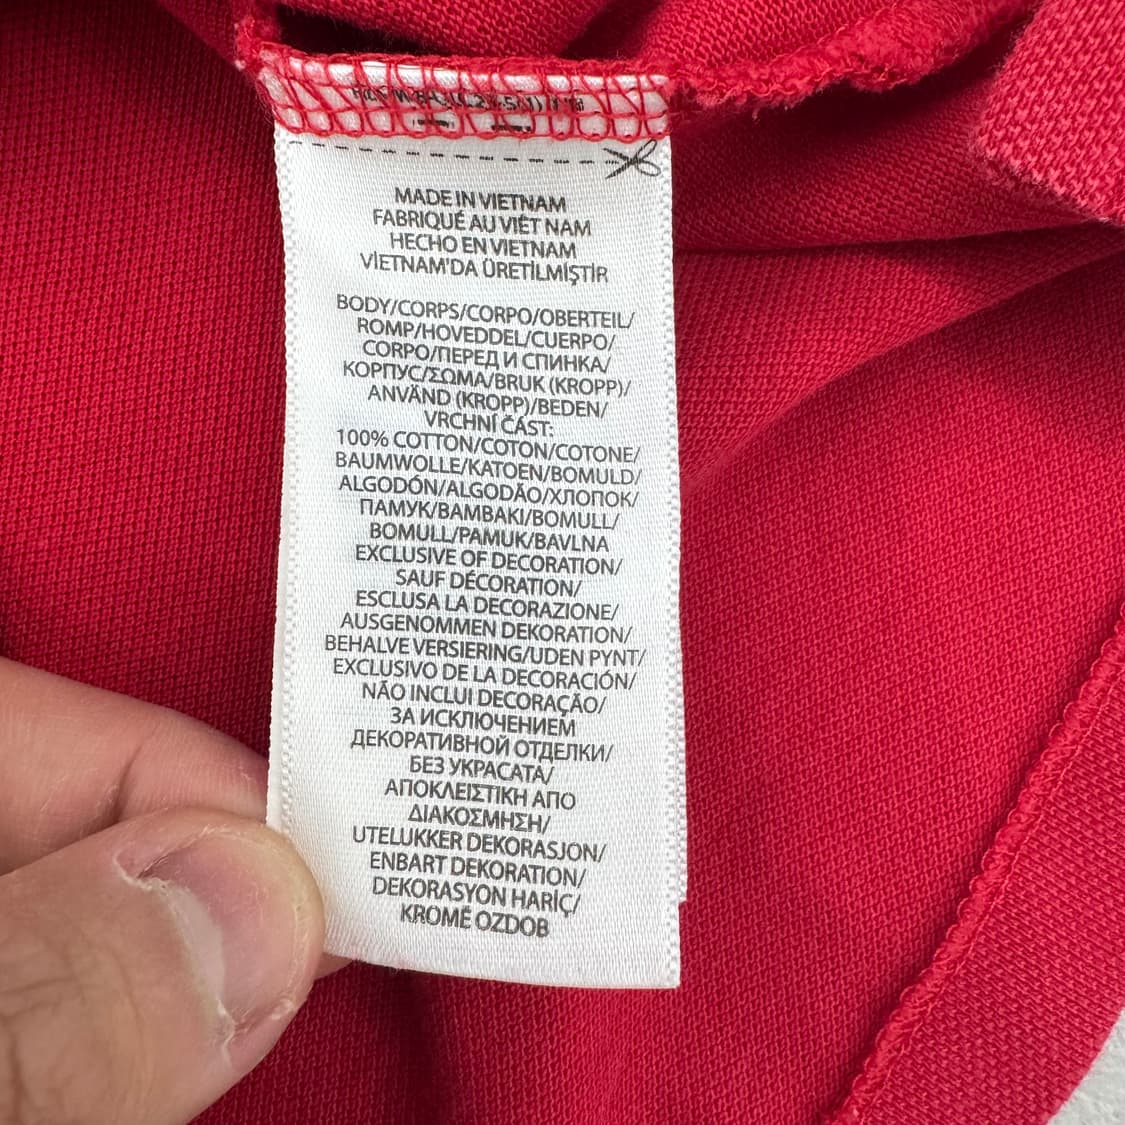 MADE IN VIETNAM
FABRIQUÉ AU VIÊT NAM
HECHO EN VIETNAM
VİETNAM'DA ÜRETİLMİŞTİR
BODY/CORPS/CORPO/OBERTEIL/
ROMP/HOVEDDEL/CUERPO/
CORPO/ПЕРЕД И СПИНКА/
КОРПУС/ΣΩΜΑ/BRUK (KROPP)/
ANVÄND (KROPP)/BEDEN/
VRCHNÍ ČÁST:
100% COTTON/COTON/COTONE/
BAUMWOLLE/KATOEN/BOMULD/
ALGODÓN/ALGODÃO/ХЛОПОК/
ПАМУК/ΒΑΜΒΑΚΙ/BOMULL/
BOMULL/PAMUK/BAVLNA
EXCLUSIVE OF DECORATION/
SAUF DÉCORATION/
ESCLUSA LA DECORAZIONE/
AUSGENOMMEN DEKORATION/
BEHALVE VERSIERING/UDEN PYNT/
EXCLUSIVO DE LA DECORACIÓN/
NÃO INCLUI DECORAÇÃO/
ЗА ИСКЛЮЧЕНИЕМ
ДЕКОРАТИВНОЙ ОТДЕЛКИ/
БЕЗ УКРАСАТА/
ΑΠΟΚΛΕΙΣΤΙΚΗ ΑΠΟ
ΔΙΑΚΟΣΜΗΣΗ/
UTELUKKER DEKORASJON/
ENBART DEKORATION/
DEKORASYON HARİÇ/
KROMĚ OZDOB